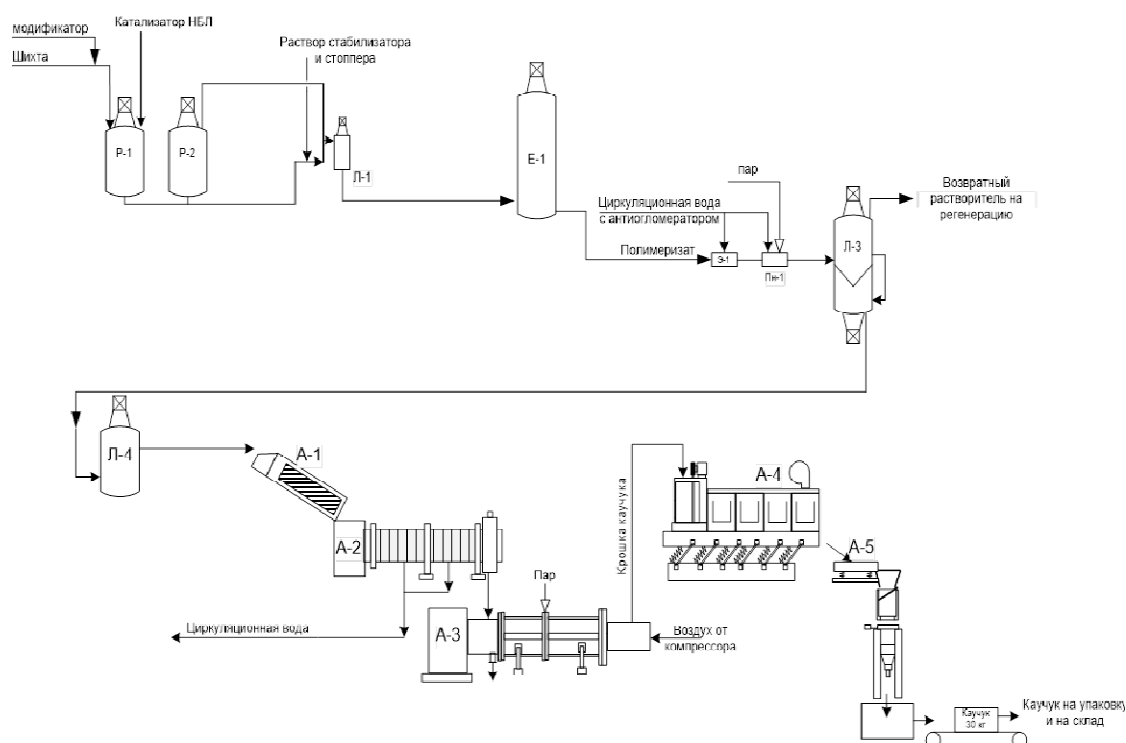 модификатор
Шихта
Катализатор НБЛ
Раствор стабилизатора
и стоппера
Р-1
Р-2
Л-1
Е-1
пар
Циркуляционная вода
с антиогломератором
Полимеризат
Э-1
Пн-1
Л-3
Возвратный
растворитель на
регенерацию
Л-4
А-1
А-2
А-3
Пар
Циркуляционная вода
Воздух от
компрессора
Крошка каучука
А-4
А-5
Каучук
30 кг
Каучук на упаковку
и на склад